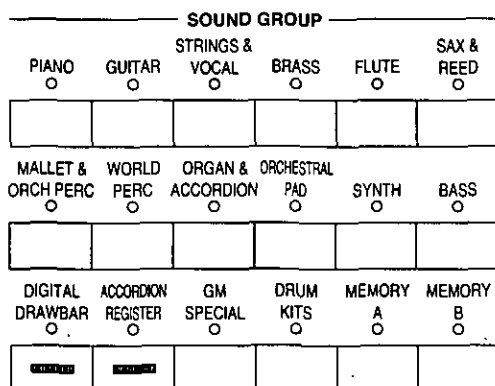 SOUND GROUP
PIANO
GUITAR
STRINGS &
VOCAL
BRASS
FLUTE
SAX &
REED
MALLET &
ORCH PERC
WORLD
PERC
ORGAN &
ACCORDION
ORCHESTRAL
PAD
SYNTH
BASS
DIGITAL
DRAWBAR
ACCORDION
REGISTER
GM
SPECIAL
DRUM
KITS
MEMORY
A
MEMORY
B